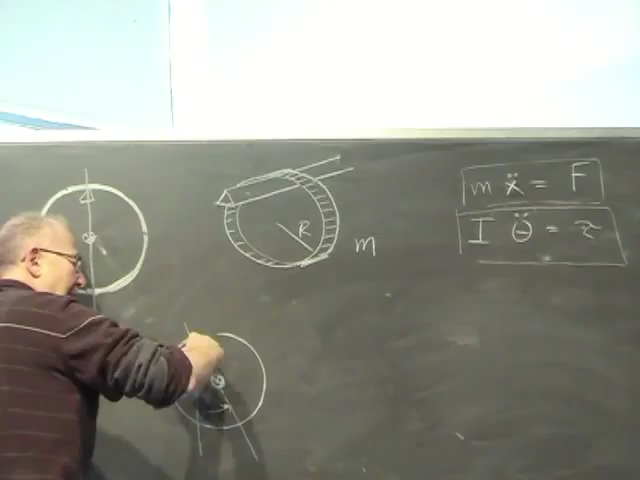 R
m
m ẍ = F
I θ̈ = τ